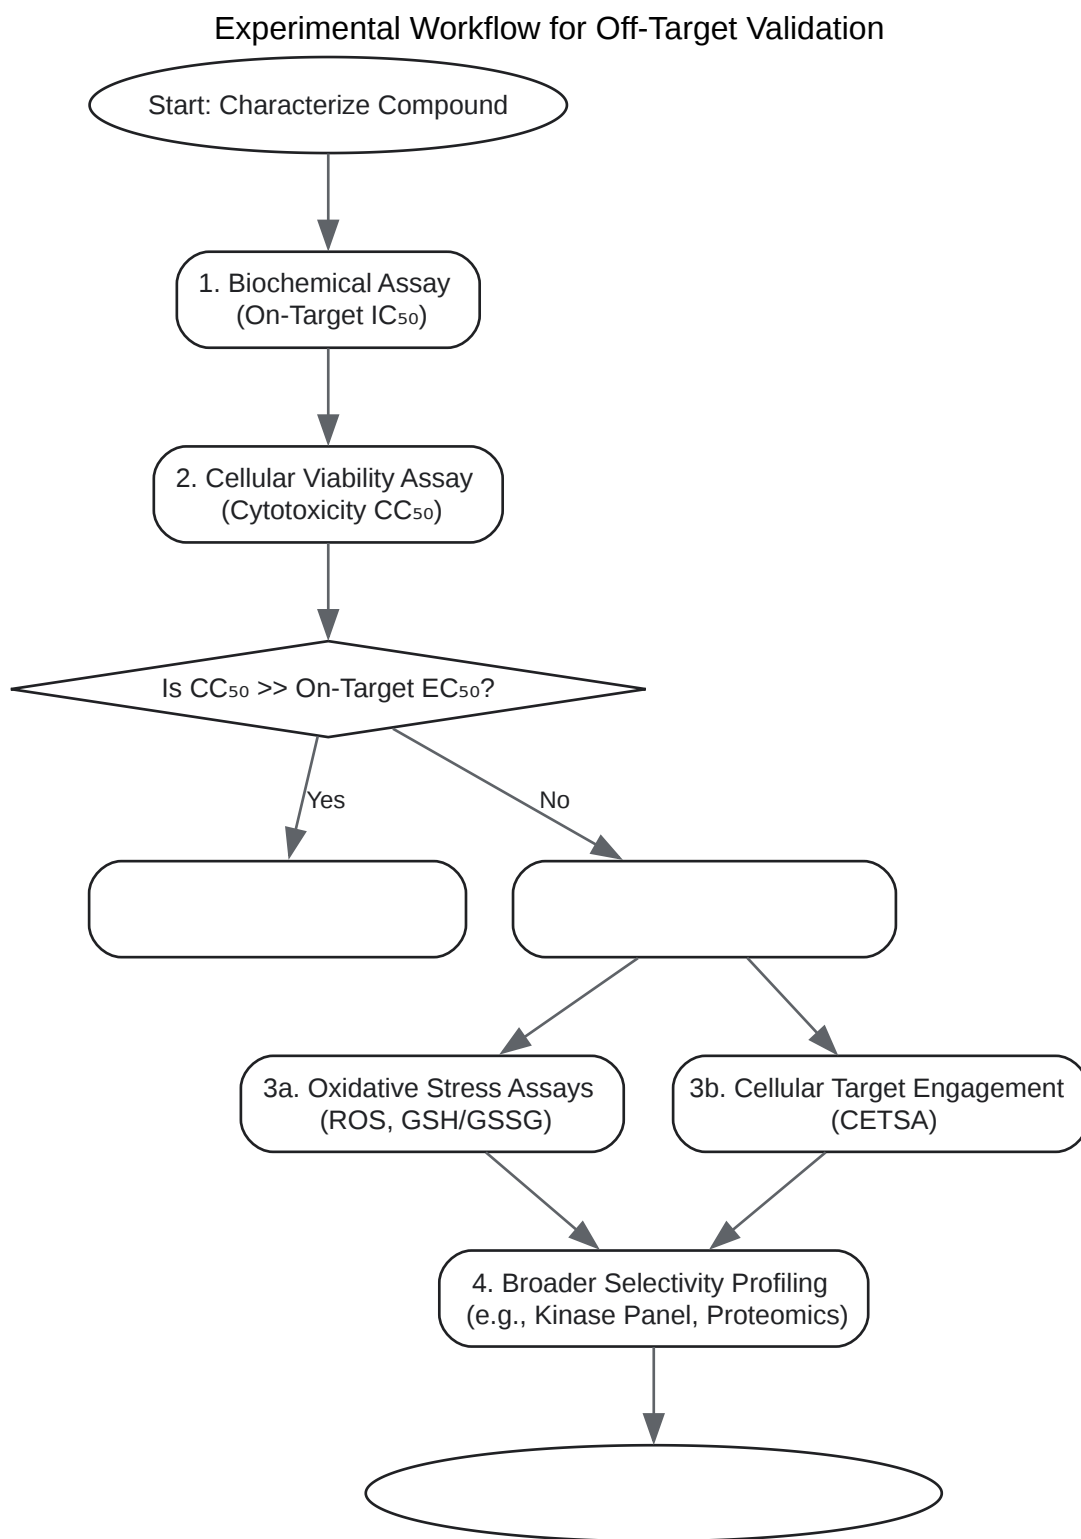 Experimental Workflow for Off-Target Validation
Start: Characterize Compound
1. Biochemical Assay
(On-Target IC₅₀)
2. Cellular Viability Assay
(Cytotoxicity CC₅₀)
Is CC₅₀ >> On-Target EC₅₀?
Yes
No
3a. Oxidative Stress Assays
(ROS, GSH/GSSG)
3b. Cellular Target Engagement
(CETSA)
4. Broader Selectivity Profiling
(e.g., Kinase Panel, Proteomics)